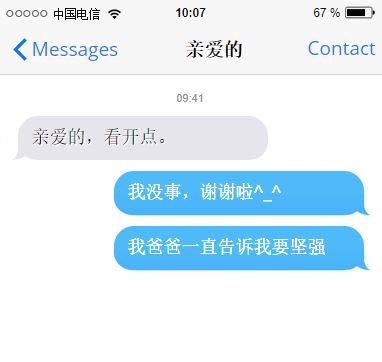 中国电信 10:07 67 %
Messages 亲爱的 Contact
09:41
亲爱的，看开点。
我没事，谢谢啦^_^
我爸爸一直告诉我要坚强